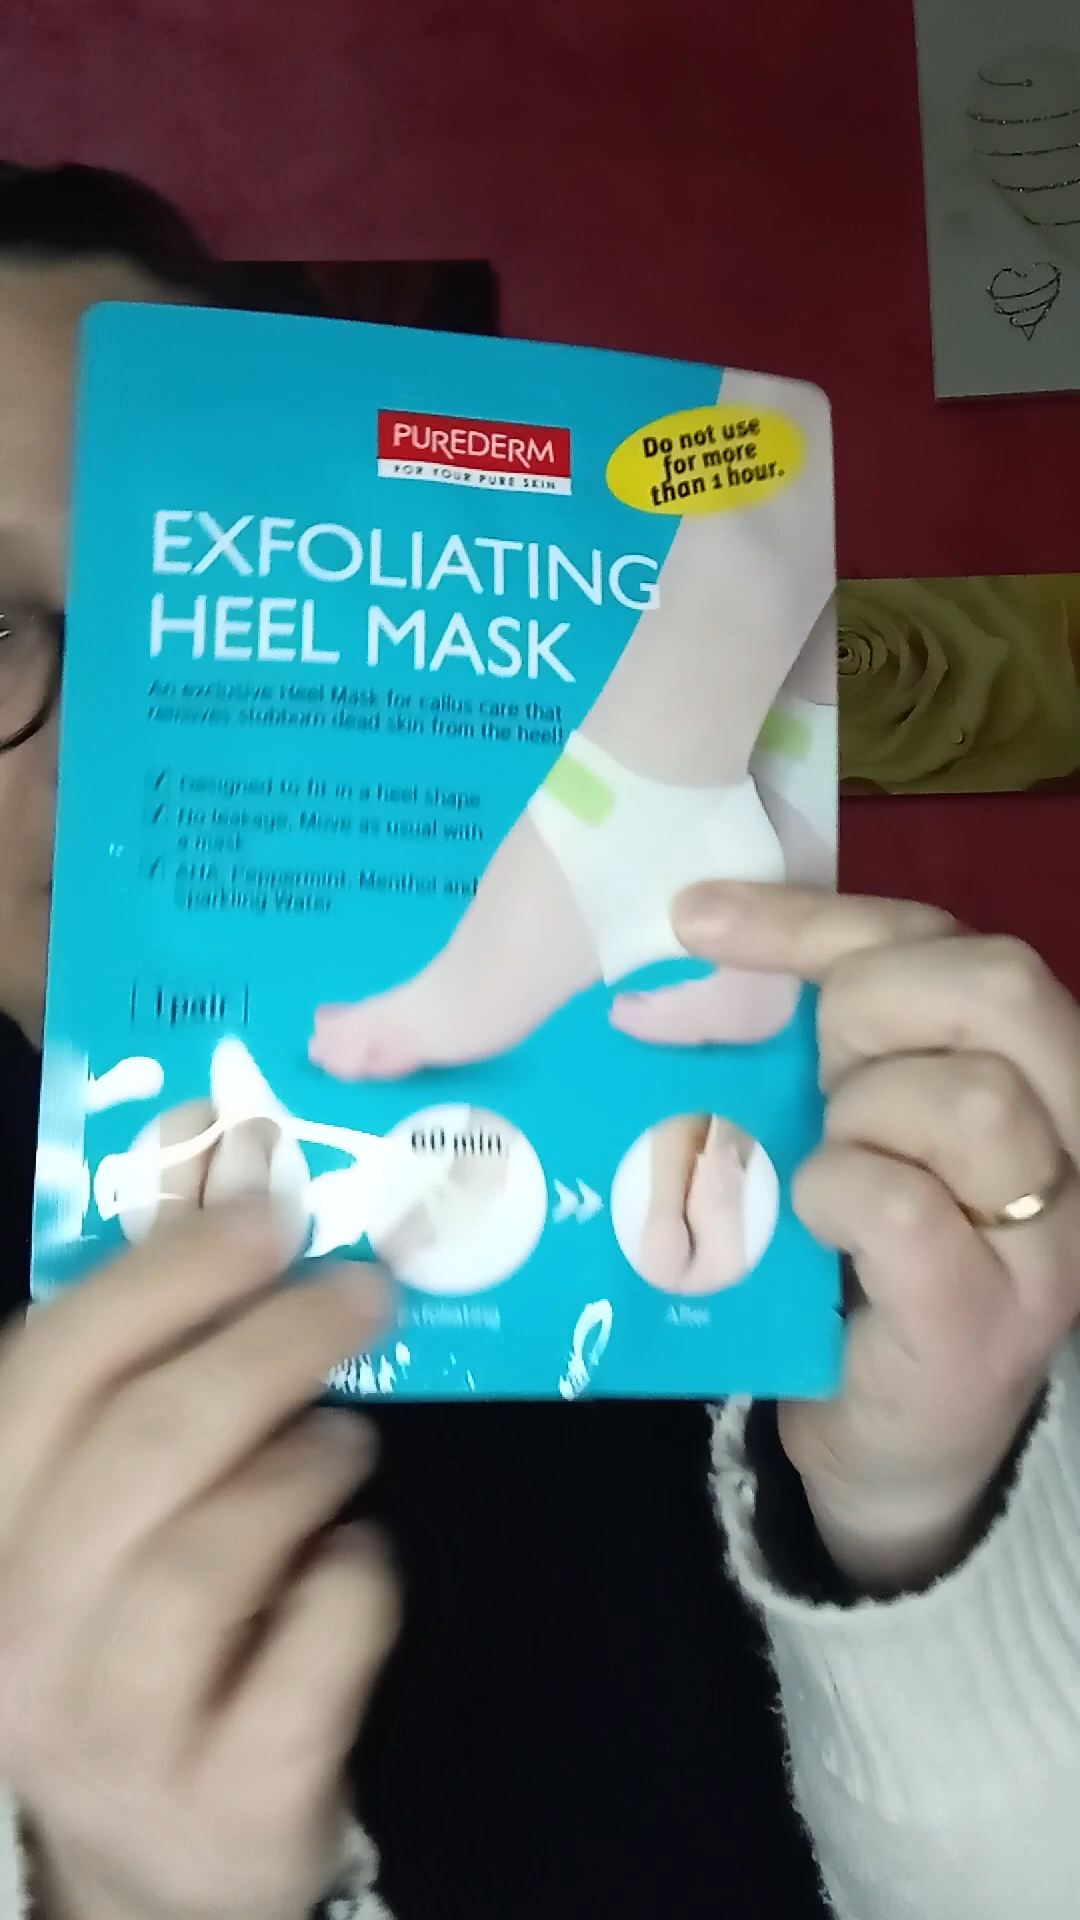 PUREDERM
FOR YOUR PURE SKIN
Do not use
for more
than 1 hour.
EXFOLIATING
HEEL MASK
An exclusive Heel Mask for callus care that
removes stubborn dead skin from the heel!
✓ Designed to fit in a heel shape
✓ No leakage. Move as usual with
a mask
✓ AHA, Peppermint, Menthol and
Sparkling Water
1 pair
60 min.
Exfoliating
After